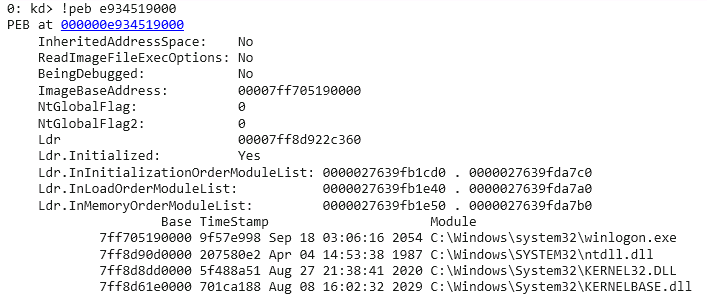 0: kd> !peb e934519000
PEB at 000000e934519000
InheritedAddressSpace: No
ReadImageFileExecOptions: No
BeingDebugged: No
ImageBaseAddress: 00007ff705190000
NtGlobalFlag: 0
NtGlobalFlag2: 0
Ldr 00007ff8d922c360
Ldr.Initialized: Yes
Ldr.InInitializationOrderModuleList: 0000027639fb1cd0 . 0000027639fda7c0
Ldr.InLoadOrderModuleList: 0000027639fb1e40 . 0000027639fda7a0
Ldr.InMemoryOrderModuleList: 0000027639fb1e50 . 0000027639fda7b0
Base TimeStamp Module
7ff705190000 9f57e998 Sep 18 03:06:16 2054 C:\Windows\system32\winlogon.exe
7ff8d90d0000 207580e2 Apr 04 14:53:38 1987 C:\Windows\SYSTEM32\ntdll.dll
7ff8d8dd0000 5f488a51 Aug 27 21:38:41 2020 C:\Windows\System32\KERNEL32.DLL
7ff8d61e0000 701ca188 Aug 08 16:02:32 2029 C:\Windows\System32\KERNELBASE.dll